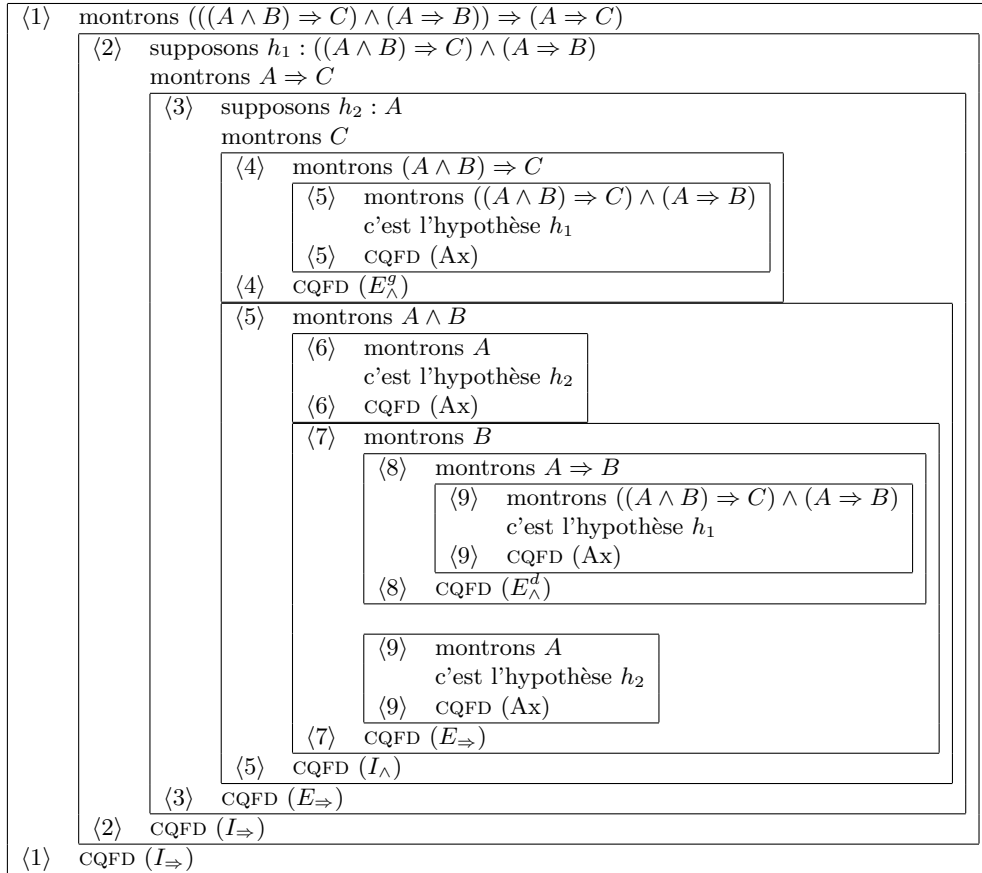 ⟨1⟩ montrons (((A ∧ B) ⇒ C) ∧ (A ⇒ B)) ⇒ (A ⇒ C)
⟨2⟩ supposons h₁ : ((A ∧ B) ⇒ C) ∧ (A ⇒ B)
montrons A ⇒ C
⟨3⟩ supposons h₂ : A
montrons C
⟨4⟩ montrons (A ∧ B) ⇒ C
⟨5⟩ montrons ((A ∧ B) ⇒ C) ∧ (A ⇒ B)
c'est l'hypothèse h₁
⟨5⟩ CQFD (Ax)
⟨4⟩ CQFD (E^g_∧)
⟨5⟩ montrons A ∧ B
⟨6⟩ montrons A
c'est l'hypothèse h₂
⟨6⟩ CQFD (Ax)
⟨7⟩ montrons B
⟨8⟩ montrons A ⇒ B
⟨9⟩ montrons ((A ∧ B) ⇒ C) ∧ (A ⇒ B)
c'est l'hypothèse h₁
⟨9⟩ CQFD (Ax)
⟨8⟩ CQFD (E^d_∧)
⟨9⟩ montrons A
c'est l'hypothèse h₂
⟨9⟩ CQFD (Ax)
⟨7⟩ CQFD (E_⇒)
⟨5⟩ CQFD (I_∧)
⟨3⟩ CQFD (E_⇒)
⟨2⟩ CQFD (I_⇒)
⟨1⟩ CQFD (I_⇒)